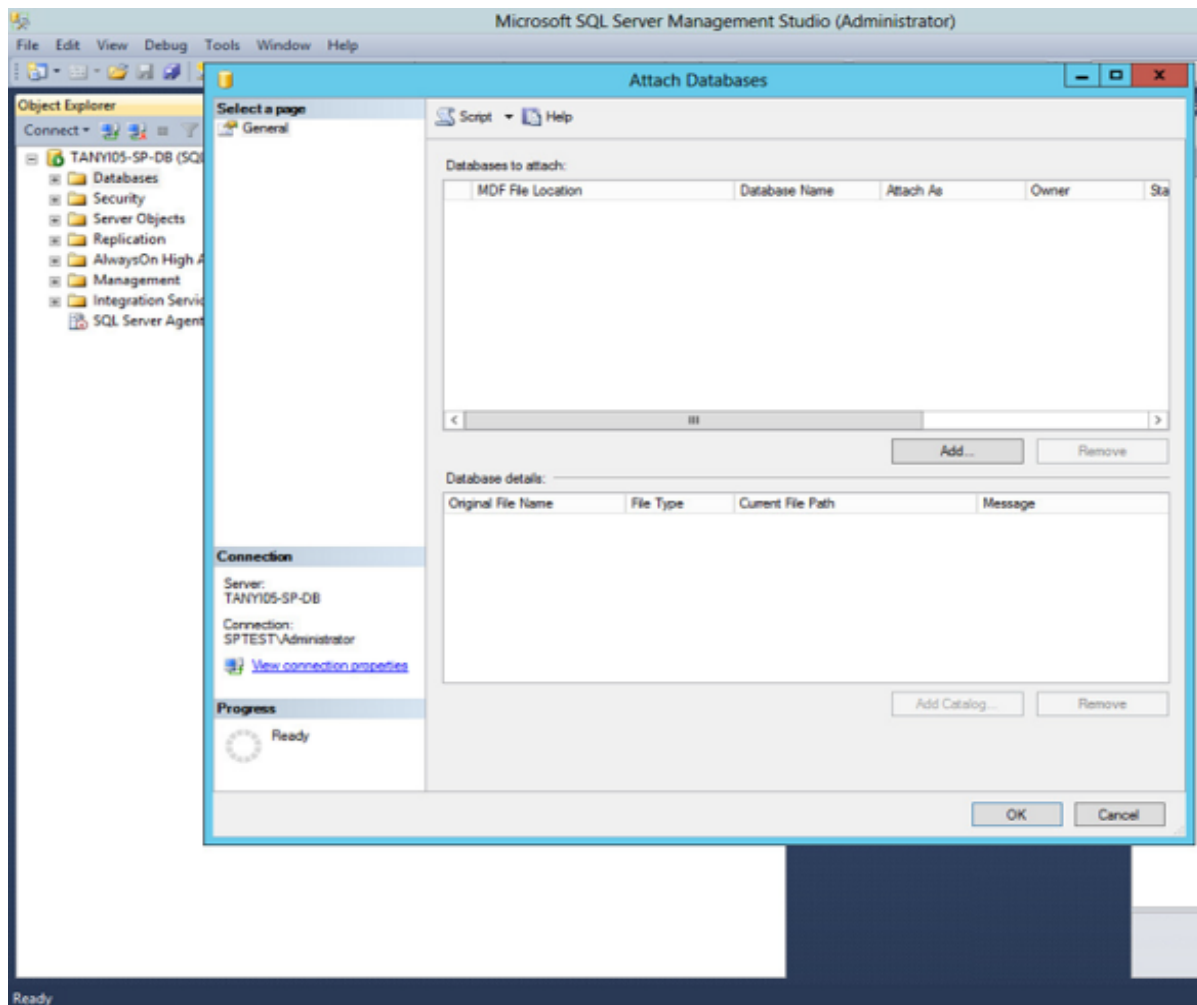 Microsoft SQL Server Management Studio (Administrator)
File Edit View Debug Tools Window Help
Attach Databases
Object Explorer
Connect
TANYI05-SP-DB (SQL
Databases
Security
Server Objects
Replication
AlwaysOn High A
Management
Integration Servic
SQL Server Agent
Select a page
General
Script Help
Databases to attach:
MDF File Location Database Name Attach As Owner Sta
Add... Remove
Database details:
Original File Name File Type Current File Path Message
Connection
Server:
TANYI05-SP-DB
Connection:
SPTEST\Administrator
View connection properties
Progress
Ready
Add Catalog... Remove
OK Cancel
Ready